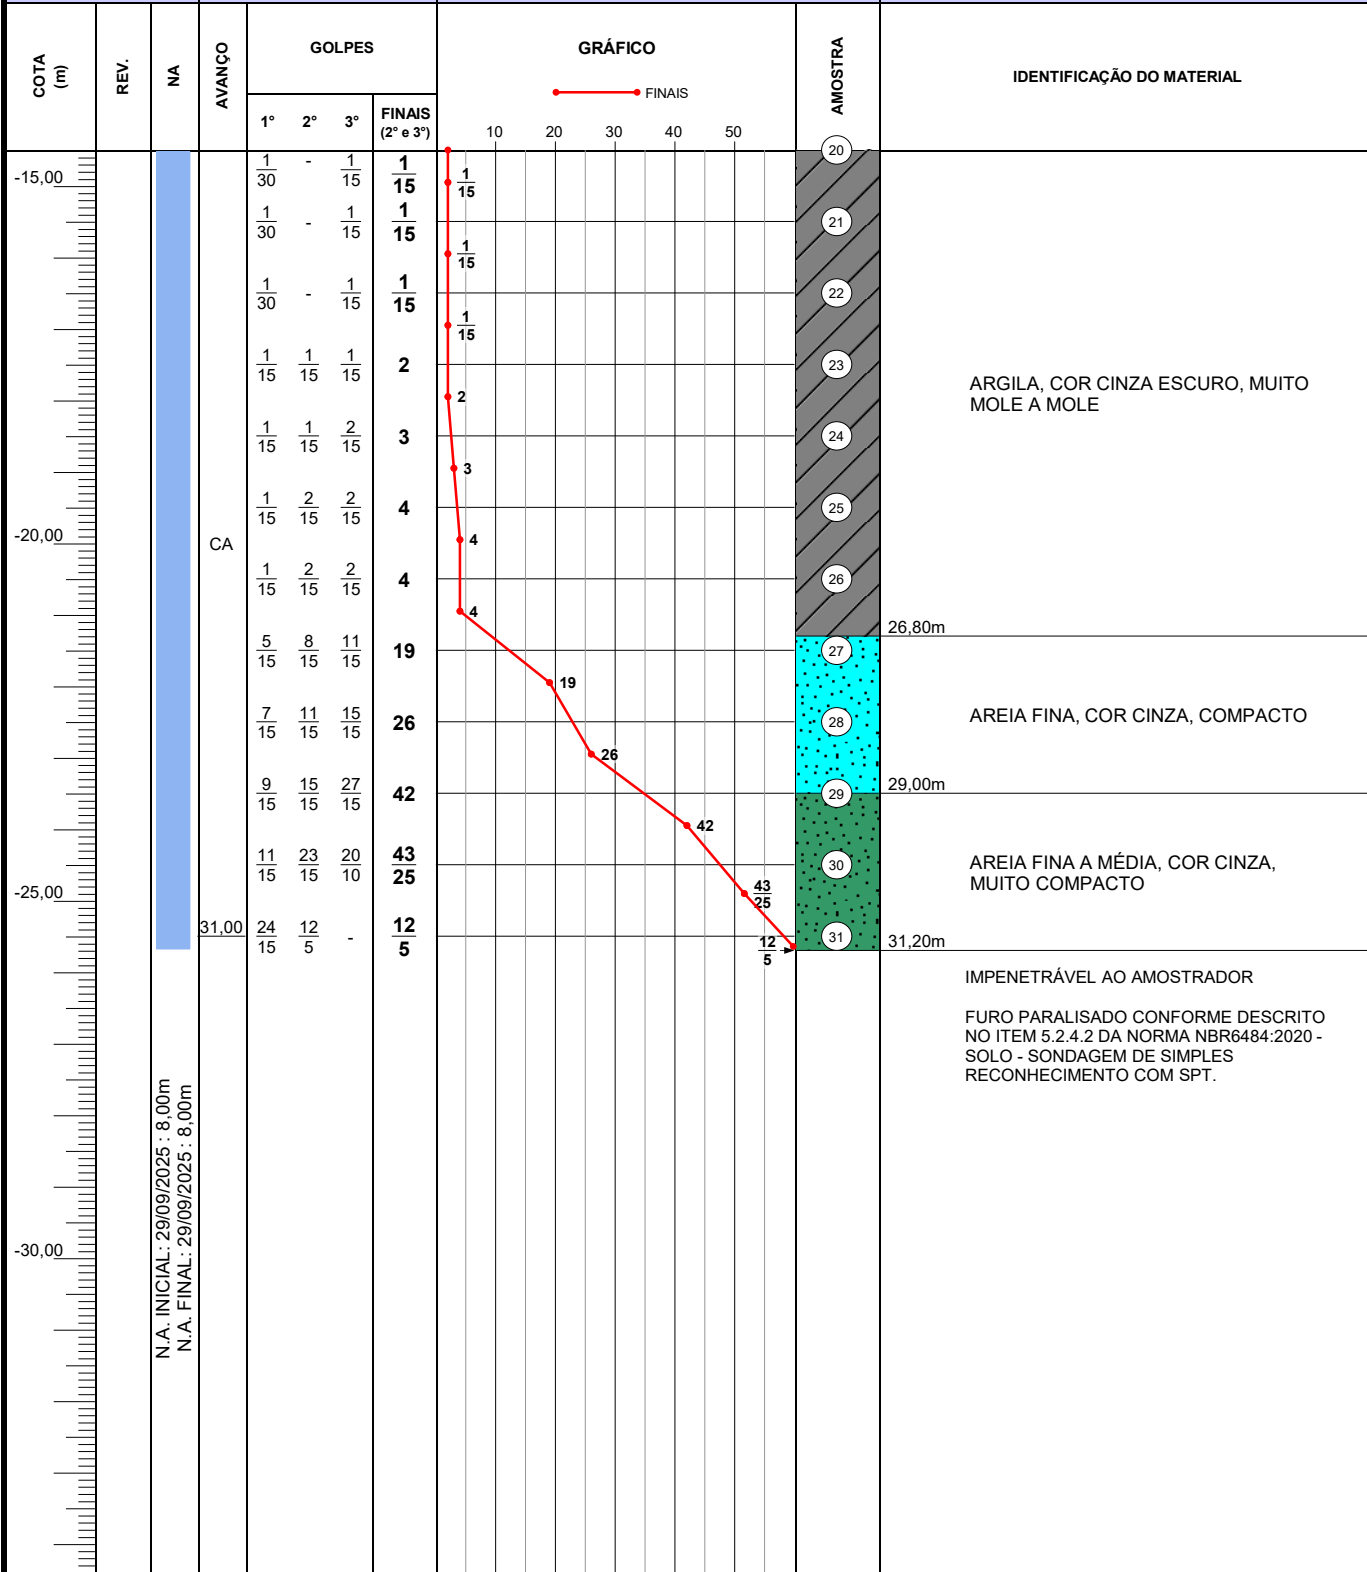 COTA (m)
REV.
NA
AVANÇO
GOLPES
1° 2° 3° FINAIS (2° e 3°)
GRÁFICO
FINAIS
10 20 30 40 50
AMOSTRA
IDENTIFICAÇÃO DO MATERIAL
20
-15,00 1/30 - 1/15 1/15 1/15
1/30 - 1/15 1/15 21
1/15
1/30 - 1/15 1/15 22
1/15
1/15 1/15 1/15 2 23
ARGILA, COR CINZA ESCURO, MUITO
MOLE A MOLE
2
1/15 1/15 2/15 3 24
3
1/15 2/15 2/15 4 25
-20,00 CA 4
1/15 2/15 2/15 4 26
4
26,80m
5/15 8/15 11/15 19 27
19
7/15 11/15 15/15 26 28
AREIA FINA, COR CINZA, COMPACTO
26
29,00m
9/15 15/15 27/15 42 29
42
11/15 23/15 20/10 43/25 30
AREIA FINA A MÉDIA, COR CINZA,
MUITO COMPACTO
-25,00 43/25
31,00 24/15 12/5 - 12/5 31
12/5 31,20m
IMPENETRÁVEL AO AMOSTRADOR
FURO PARALISADO CONFORME DESCRITO
NO ITEM 5.2.4.2 DA NORMA NBR6484:2020 -
SOLO - SONDAGEM DE SIMPLES
RECONHECIMENTO COM SPT.
N.A. INICIAL: 29/09/2025 : 8,00m
N.A. FINAL: 29/09/2025 : 8,00m
-30,00